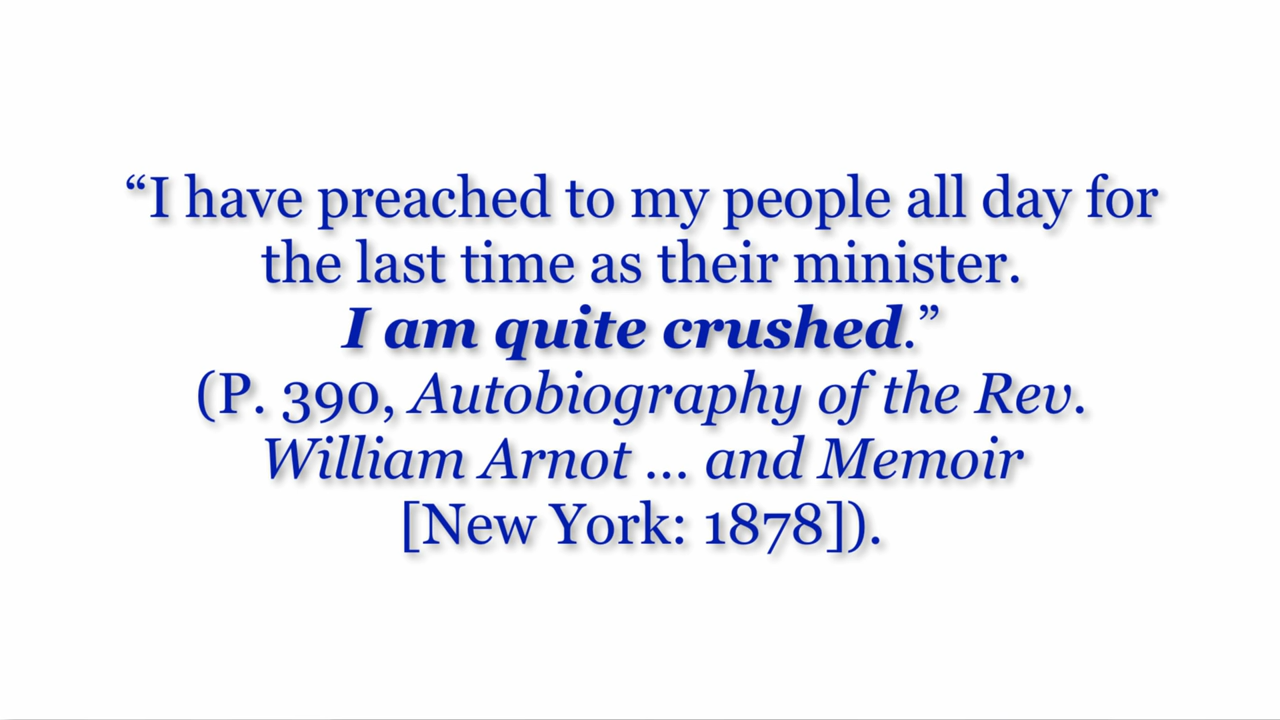 “I have preached to my people all day for
the last time as their minister.
I am quite crushed.”
(P. 390, Autobiography of the Rev.
William Arnot ... and Memoir
[New York: 1878]).